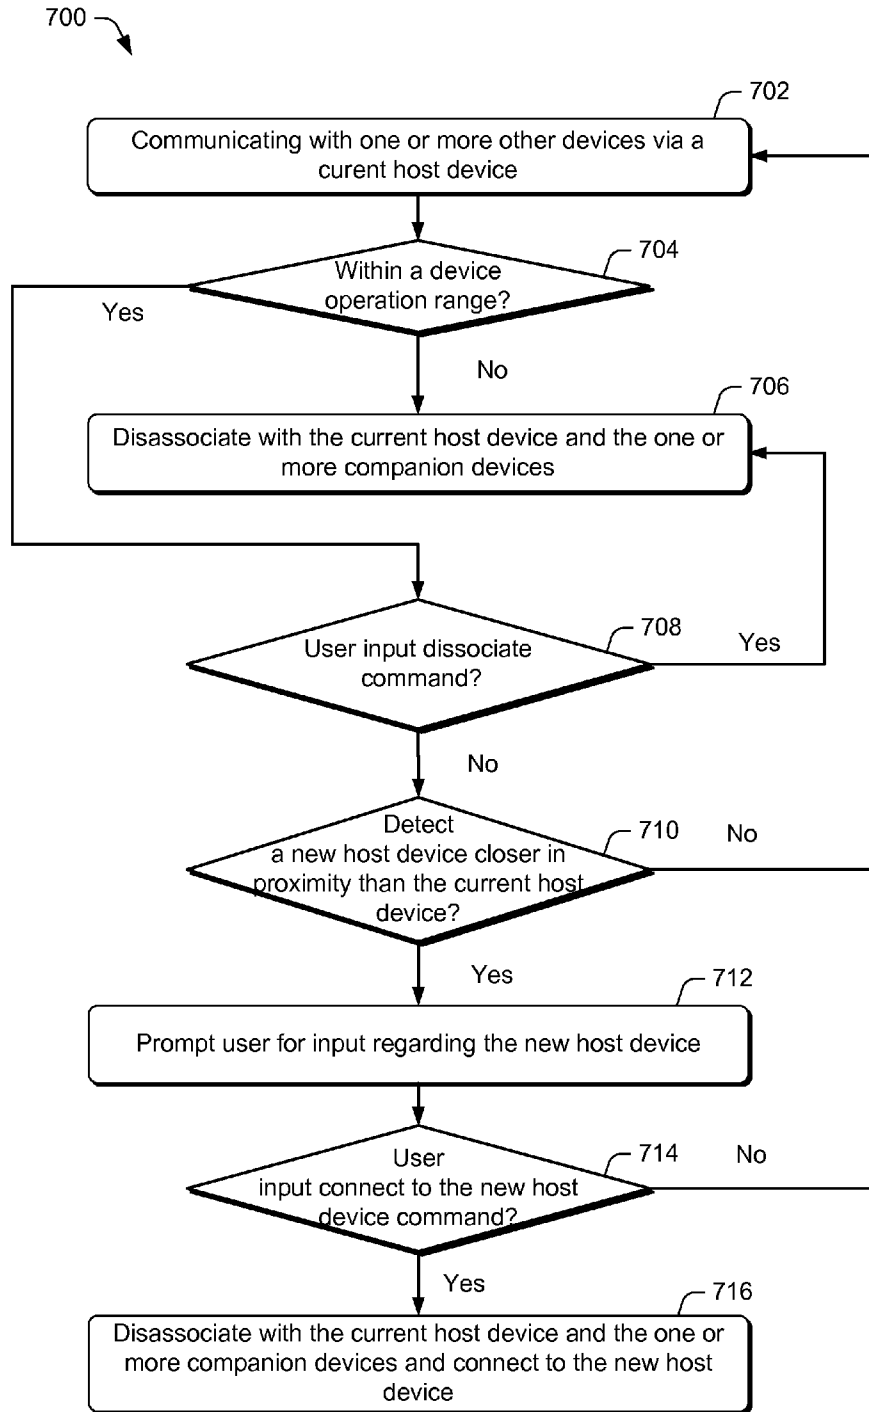 700
702
Communicating with one or more other devices via a
curent host device
704
Within a device
operation range?
Yes
No
706
Disassociate with the current host device and the one or
more companion devices
708
User input dissociate
command?
Yes
No
Detect
a new host device closer in
proximity than the current host
device?
710
No
Yes
712
Prompt user for input regarding the new host device
714
User
input connect to the new host
device command?
No
Yes
716
Disassociate with the current host device and the one or
more companion devices and connect to the new host
device